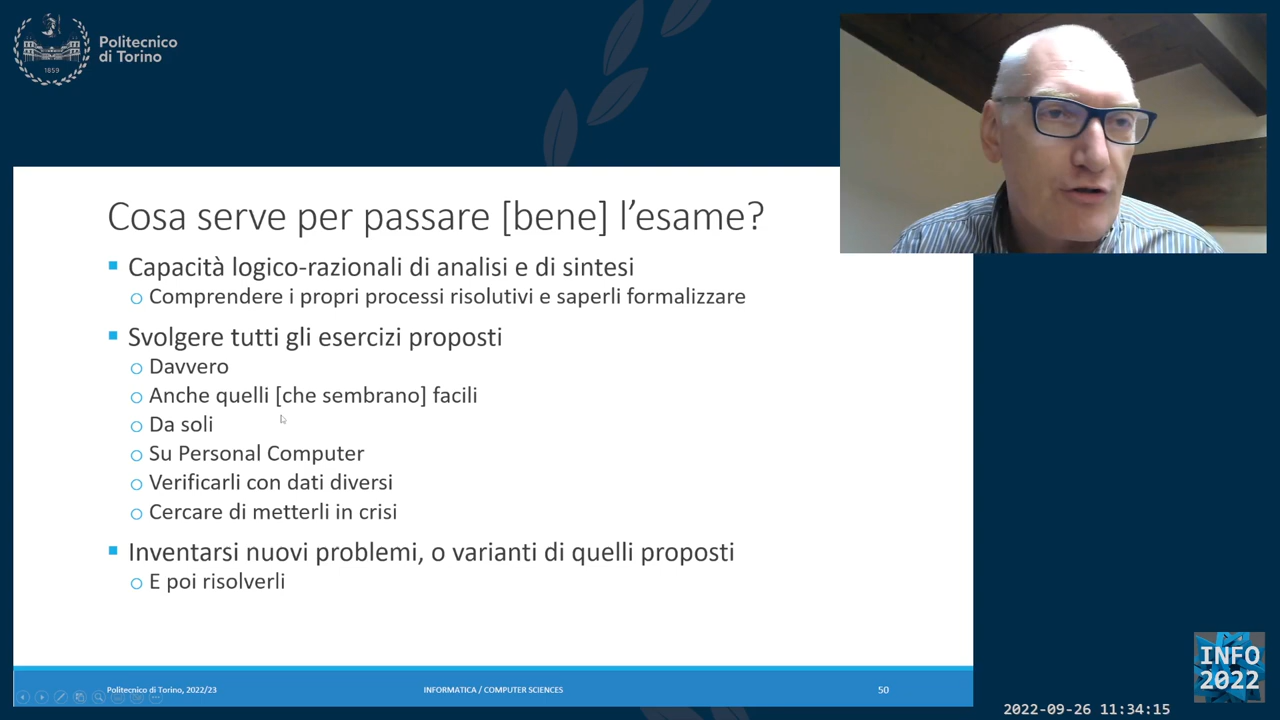 Politecnico
di Torino
1859
Cosa serve per passare [bene] l’esame?
Capacità logico-razionali di analisi e di sintesi
Comprendere i propri processi risolutivi e saperli formalizzare
Svolgere tutti gli esercizi proposti
Davvero
Anche quelli [che sembrano] facili
Da soli
Su Personal Computer
Verificarli con dati diversi
Cercare di metterli in crisi
Inventarsi nuovi problemi, o varianti di quelli proposti
E poi risolverli
Politecnico di Torino, 2022/23
INFORMATICA / COMPUTER SCIENCES
50
INFO
2022
2022-09-26 11:34:15